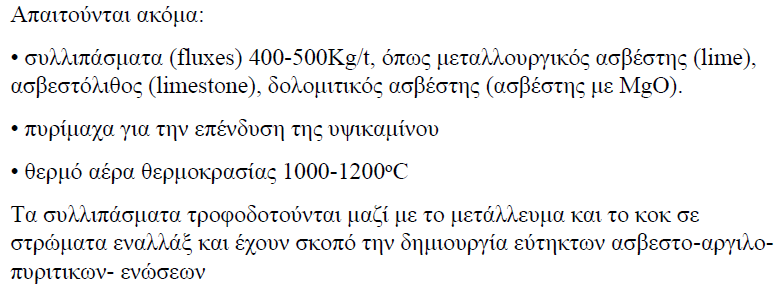 Απαιτούνται ακόμα:
• συλλιπάσματα (fluxes) 400-500Kg/t, όπως μεταλλουργικός ασβέστης (lime),
ασβεστόλιθος (limestone), δολομιτικός ασβέστης (ασβέστης με MgO).
• πυρίμαχα για την επένδυση της υψικαμίνου
• θερμό αέρα θερμοκρασίας 1000-1200ºC
Τα συλλιπάσματα τροφοδοτούνται μαζί με το μετάλλευμα και το κοκ σε
στρώματα εναλλάξ και έχουν σκοπό την δημιουργία εύτηκτων ασβεστο-αργιλο-
πυριτικων- ενώσεων